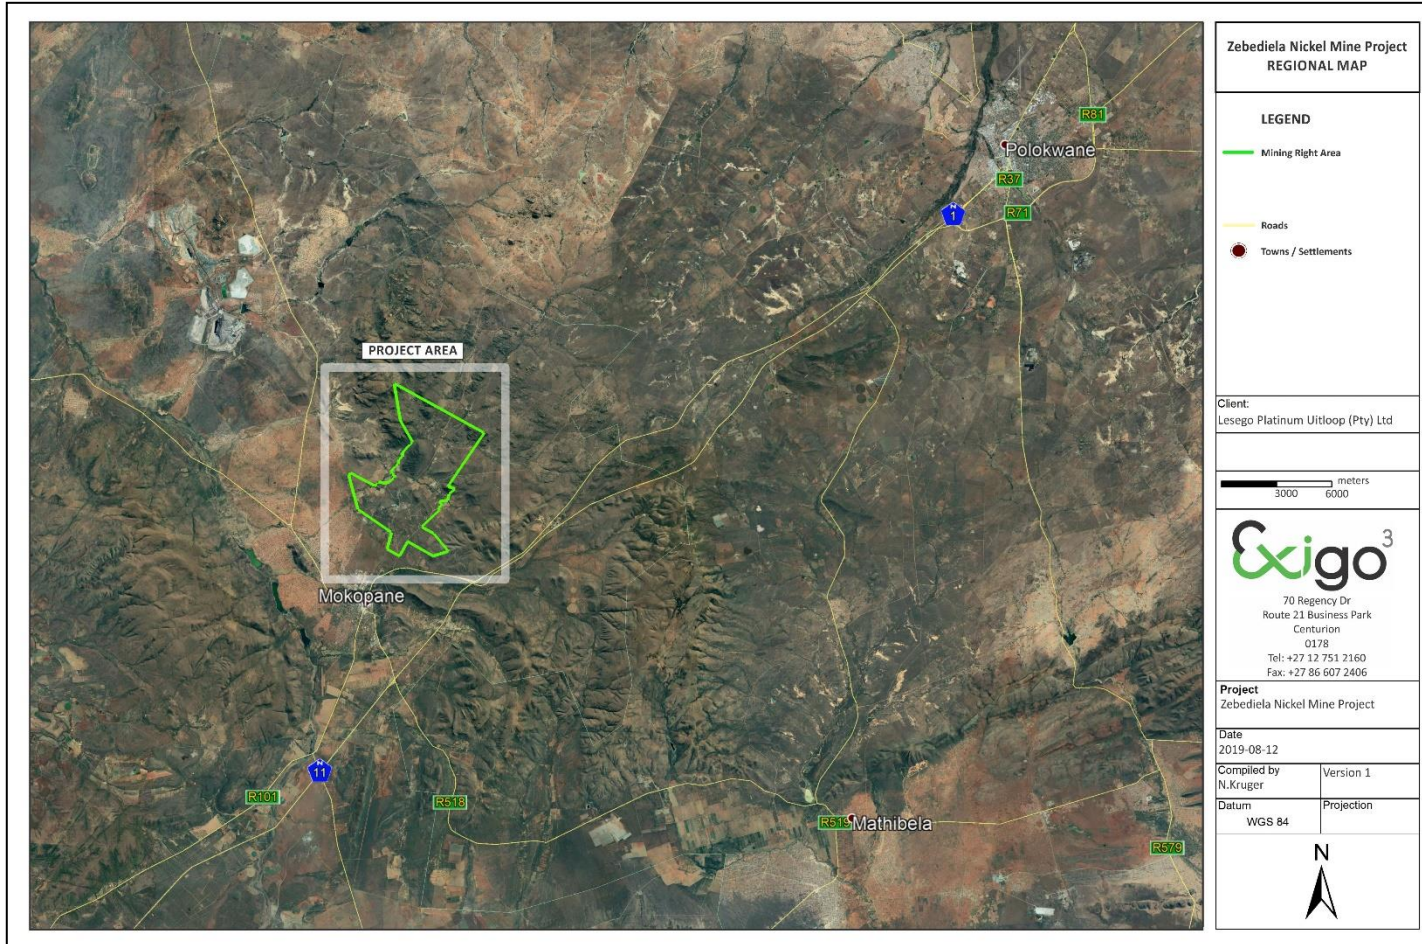 R81
Polokwane
R37
N
1
R71
PROJECT AREA
Mokopane
N
11
R101
R518
R519
Mathibela
R579
Zebediela Nickel Mine Project
REGIONAL MAP
LEGEND
Mining Right Area
Roads
Towns / Settlements
Client:
Lesego Platinum Uitloop (Pty) Ltd
meters
3000 6000
Exigo3
70 Regency Dr
Route 21 Business Park
Centurion
0178
Tel: +27 12 751 2160
Fax: +27 86 607 2406
Project
Zebediela Nickel Mine Project
Date
2019-08-12
Compiled by
N.Kruger
Version 1
Datum
WGS 84
Projection
N